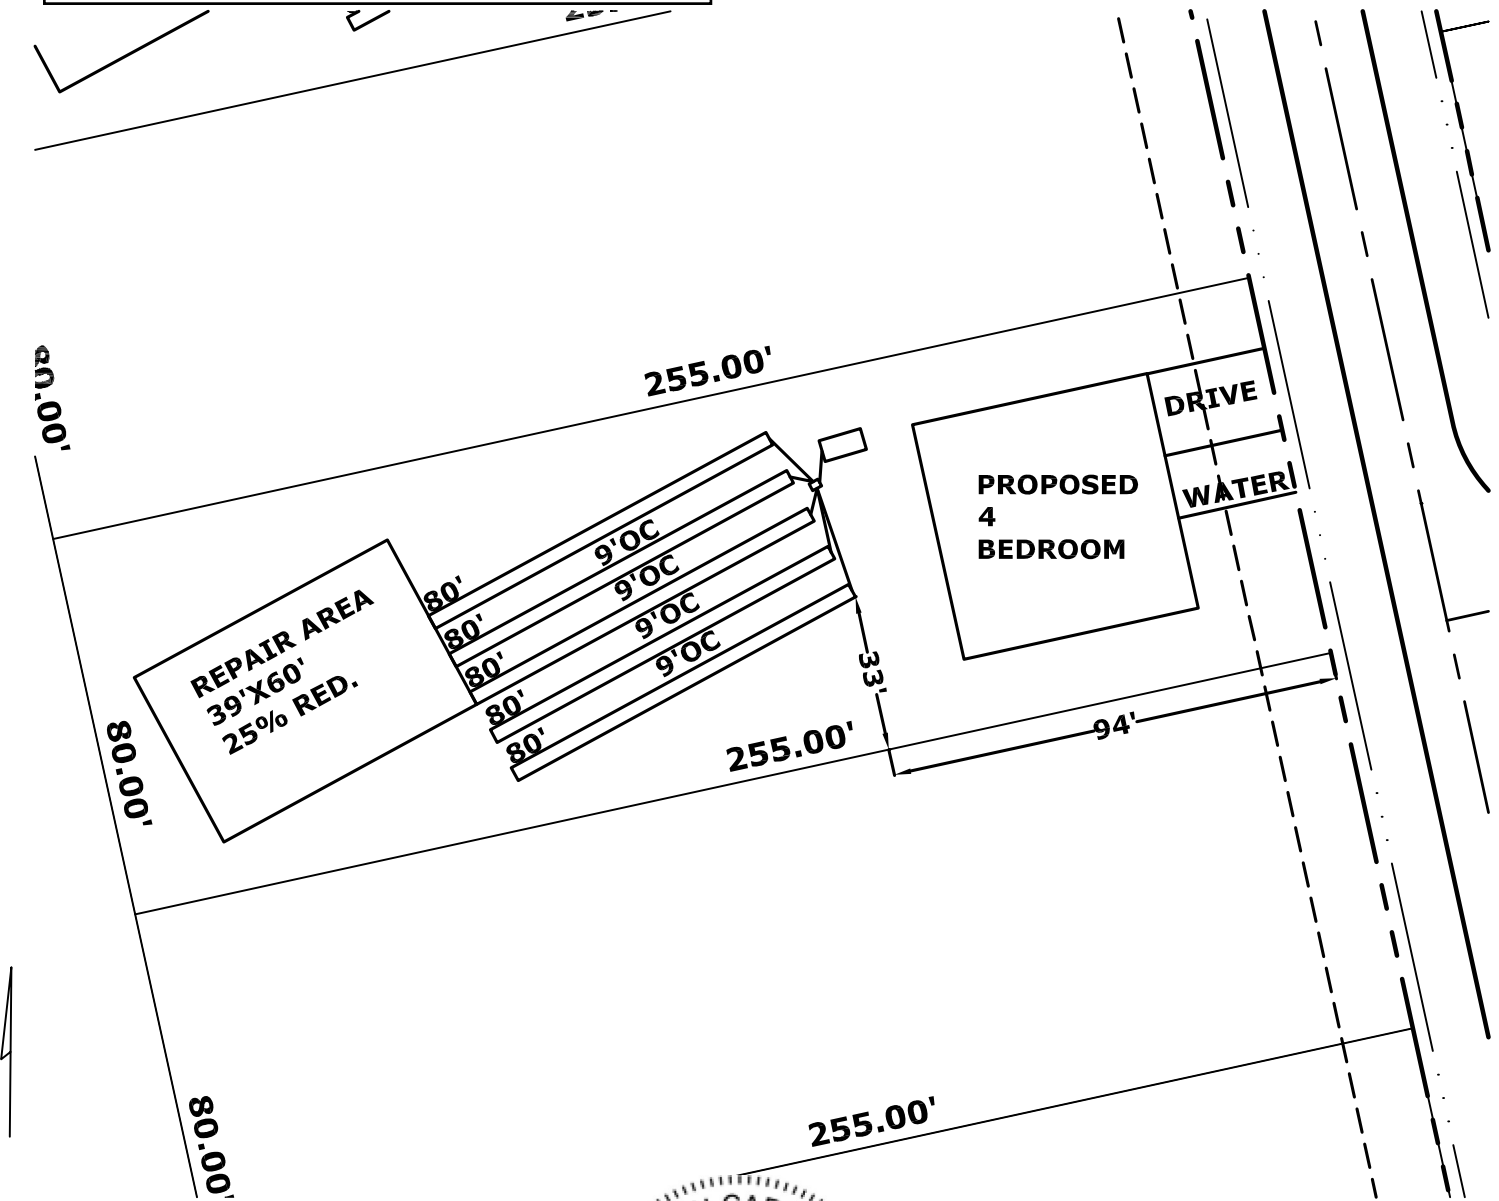 80.00'
255.00'
DRIVE
WATER
PROPOSED
4
BEDROOM
9'OC
9'OC
9'OC
9'OC
80'
80'
80'
80'
80'
REPAIR AREA
39'X60'
25% RED.
33'
94'
255.00'
80.00'
255.00'
80.00'